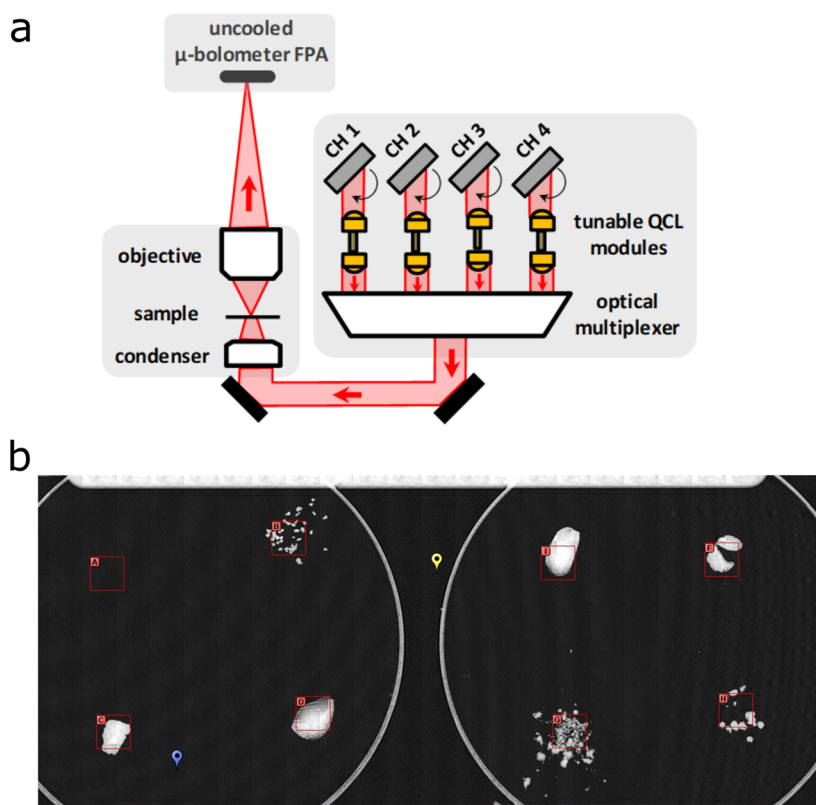 a
uncooled
μ-bolometer FPA
CH 1
CH 2
CH 3
CH 4
tunable QCL
modules
objective
sample
condenser
optical
multiplexer
b
A
B
C
D
I
F
G
H